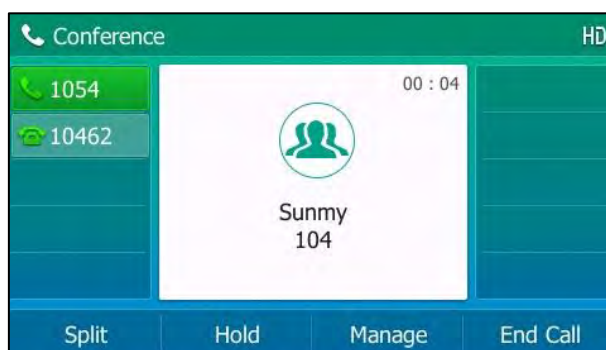 Conference
HD
1054
10462
00 : 04
Sunmy
104
Split
Hold
Manage
End Call